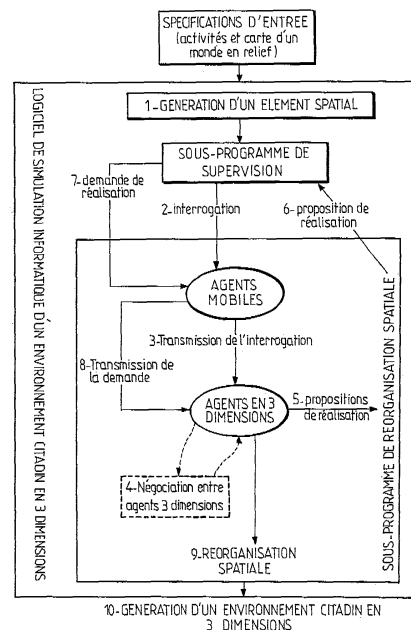 SPECIFICATIONS D'ENTREE
(activités et carte d'un
monde en relief)
LOGICIEL DE SIMULATION INFORMATIQUE D'UN ENVIRONNEMENT CITADIN EN 3 DIMENSIONS
1-GENERATION D'UN ELEMENT SPATIAL
SOUS-PROGRAMME DE
SUPERVISION
7-demande de
réalisation
2-interrogation
6-proposition de
réalisation
AGENTS
MOBILES
3-Transmission de l'interrogation
8-Transmission de
la demande
AGENTS EN 3
DIMENSIONS
5-propositions
de réalisation
SOUS-PROGRAMME DE REORGANISATION SPATIALE
4-Négociation entre
agents 3 dimensions
9-REORGANISATION
SPATIALE
10-GENERATION D'UN ENVIRONNEMENT CITADIN EN
3 DIMENSIONS